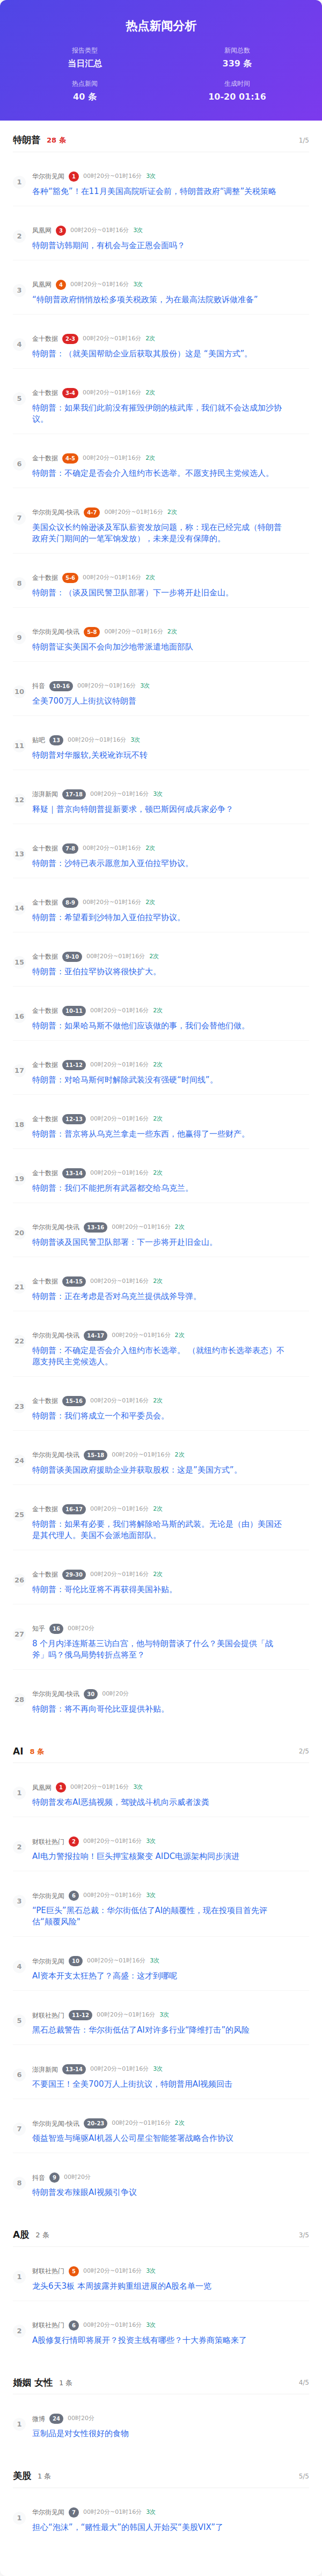 热点新闻分析
报告类型
新闻总数
当日汇总
339 条
热点新闻
生成时间
40 条
10-20 01:16
特朗普 28 条 1/5
1 华尔街见闻 1 00时20分~01时16分 3次
各种“豁免”！在11月美国高院听证会前，特朗普政府“调整”关税策略
2 凤凰网 3 00时20分~01时16分 3次
特朗普访韩期间，有机会与金正恩会面吗？
3 凤凰网 4 00时20分~01时16分 3次
“特朗普政府悄悄放松多项关税政策，为在最高法院败诉做准备”
4 金十数据 2-3 00时20分~01时16分 2次
特朗普：（就美国帮助企业后获取其股份）这是 “美国方式”。
5 金十数据 3-4 00时20分~01时16分 2次
特朗普：如果我们此前没有摧毁伊朗的核武库，我们就不会达成加沙协
议。
6 金十数据 4-5 00时20分~01时16分 2次
特朗普：不确定是否会介入纽约市长选举。不愿支持民主党候选人。
7 华尔街见闻-快讯 4-7 00时20分~01时16分 2次
美国众议长约翰逊谈及军队薪资发放问题，称：现在已经完成（特朗普
政府关门期间的一笔军饷发放），未来是没有保障的。
8 金十数据 5-6 00时20分~01时16分 2次
特朗普：（谈及国民警卫队部署）下一步将开赴旧金山。
9 华尔街见闻-快讯 5-8 00时20分~01时16分 2次
特朗普证实美国不会向加沙地带派遣地面部队
10 抖音 10-16 00时20分~01时16分 3次
全美700万人上街抗议特朗普
11 贴吧 13 00时20分~01时16分 3次
特朗普对华服软,关税讹诈玩不转
12 澎湃新闻 17-18 00时20分~01时16分 3次
释疑｜普京向特朗普提新要求，顿巴斯因何成兵家必争？
13 金十数据 7-8 00时20分~01时16分 2次
特朗普：沙特已表示愿意加入亚伯拉罕协议。
14 金十数据 8-9 00时20分~01时16分 2次
特朗普：希望看到沙特加入亚伯拉罕协议。
15 金十数据 9-10 00时20分~01时16分 2次
特朗普：亚伯拉罕协议将很快扩大。
16 金十数据 10-11 00时20分~01时16分 2次
特朗普：如果哈马斯不做他们应该做的事，我们会替他们做。
17 金十数据 11-12 00时20分~01时16分 2次
特朗普：对哈马斯何时解除武装没有强硬“时间线”。
18 金十数据 12-13 00时20分~01时16分 2次
特朗普：普京将从乌克兰拿走一些东西，他赢得了一些财产。
19 金十数据 13-14 00时20分~01时16分 2次
特朗普：我们不能把所有武器都交给乌克兰。
20 华尔街见闻-快讯 13-16 00时20分~01时16分 2次
特朗普谈及国民警卫队部署：下一步将开赴旧金山。
21 金十数据 14-15 00时20分~01时16分 2次
特朗普：正在考虑是否对乌克兰提供战斧导弹。
22 华尔街见闻-快讯 14-17 00时20分~01时16分 2次
特朗普：不确定是否会介入纽约市长选举。 （就纽约市长选举表态）不
愿支持民主党候选人。
23 金十数据 15-16 00时20分~01时16分 2次
特朗普：我们将成立一个和平委员会。
24 华尔街见闻-快讯 15-18 00时20分~01时16分 2次
特朗普谈美国政府援助企业并获取股权：这是“美国方式”。
25 金十数据 16-17 00时20分~01时16分 2次
特朗普：如果有必要，我们将解除哈马斯的武装。无论是（由）美国还
是其代理人。美国不会派地面部队。
26 金十数据 29-30 00时20分~01时16分 2次
特朗普：哥伦比亚将不再获得美国补贴。
27 知乎 16 00时20分
8 个月内泽连斯基三访白宫，他与特朗普谈了什么？美国会提供「战
斧」吗？俄乌局势转折点将至？
28 华尔街见闻-快讯 30 00时20分
特朗普：将不再向哥伦比亚提供补贴。
AI 8 条 2/5
1 凤凰网 1 00时20分~01时16分 3次
特朗普发布AI恶搞视频，驾驶战斗机向示威者泼粪
2 财联社热门 2 00时20分~01时16分 3次
AI电力警报拉响！巨头押宝核聚变 AIDC电源架构同步演进
3 华尔街见闻 6 00时20分~01时16分 3次
“PE巨头”黑石总裁：华尔街低估了AI的颠覆性，现在投项目首先评
估“颠覆风险”
4 华尔街见闻 10 00时20分~01时16分 3次
AI资本开支太狂热了？高盛：这才到哪呢
5 财联社热门 11-12 00时20分~01时16分 3次
黑石总裁警告：华尔街低估了AI对许多行业“降维打击”的风险
6 澎湃新闻 13-14 00时20分~01时16分 3次
不要国王！全美700万人上街抗议，特朗普用AI视频回击
7 华尔街见闻-快讯 20-23 00时20分~01时16分 2次
领益智造与绳驱AI机器人公司星尘智能签署战略合作协议
8 抖音 9 00时20分
特朗普发布辣眼AI视频引争议
A股 2 条 3/5
1 财联社热门 5 00时20分~01时16分 3次
龙头6天3板 本周披露并购重组进展的A股名单一览
2 财联社热门 6 00时20分~01时16分 3次
A股修复行情即将展开？投资主线有哪些？十大券商策略来了
婚姻 女性 1 条 4/5
1 微博 24 00时20分
豆制品是对女性很好的食物
美股 1 条 5/5
1 华尔街见闻 7 00时20分~01时16分 3次
担心“泡沫”，“赌性最大”的韩国人开始买“美股VIX”了